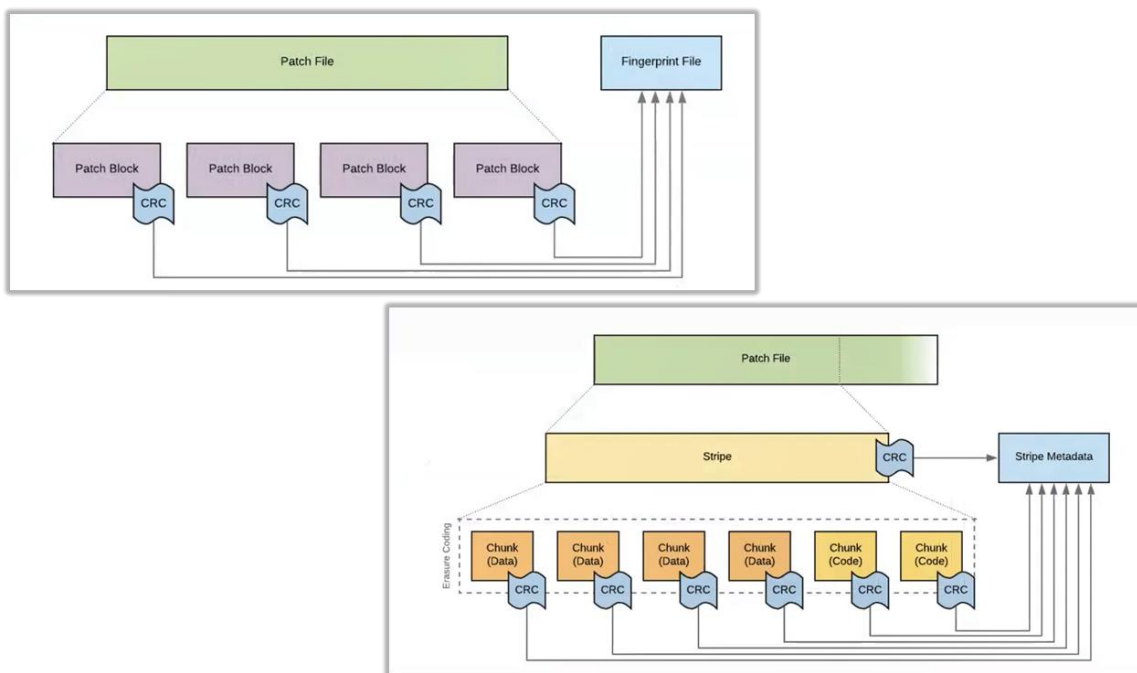 Patch File
Fingerprint File
Patch Block
Patch Block
Patch Block
Patch Block
CRC
CRC
CRC
CRC
Patch File
Stripe
CRC
Stripe Metadata
Erasure Coding
Chunk
(Data)
Chunk
(Data)
Chunk
(Data)
Chunk
(Data)
Chunk
(Code)
Chunk
(Code)
CRC
CRC
CRC
CRC
CRC
CRC